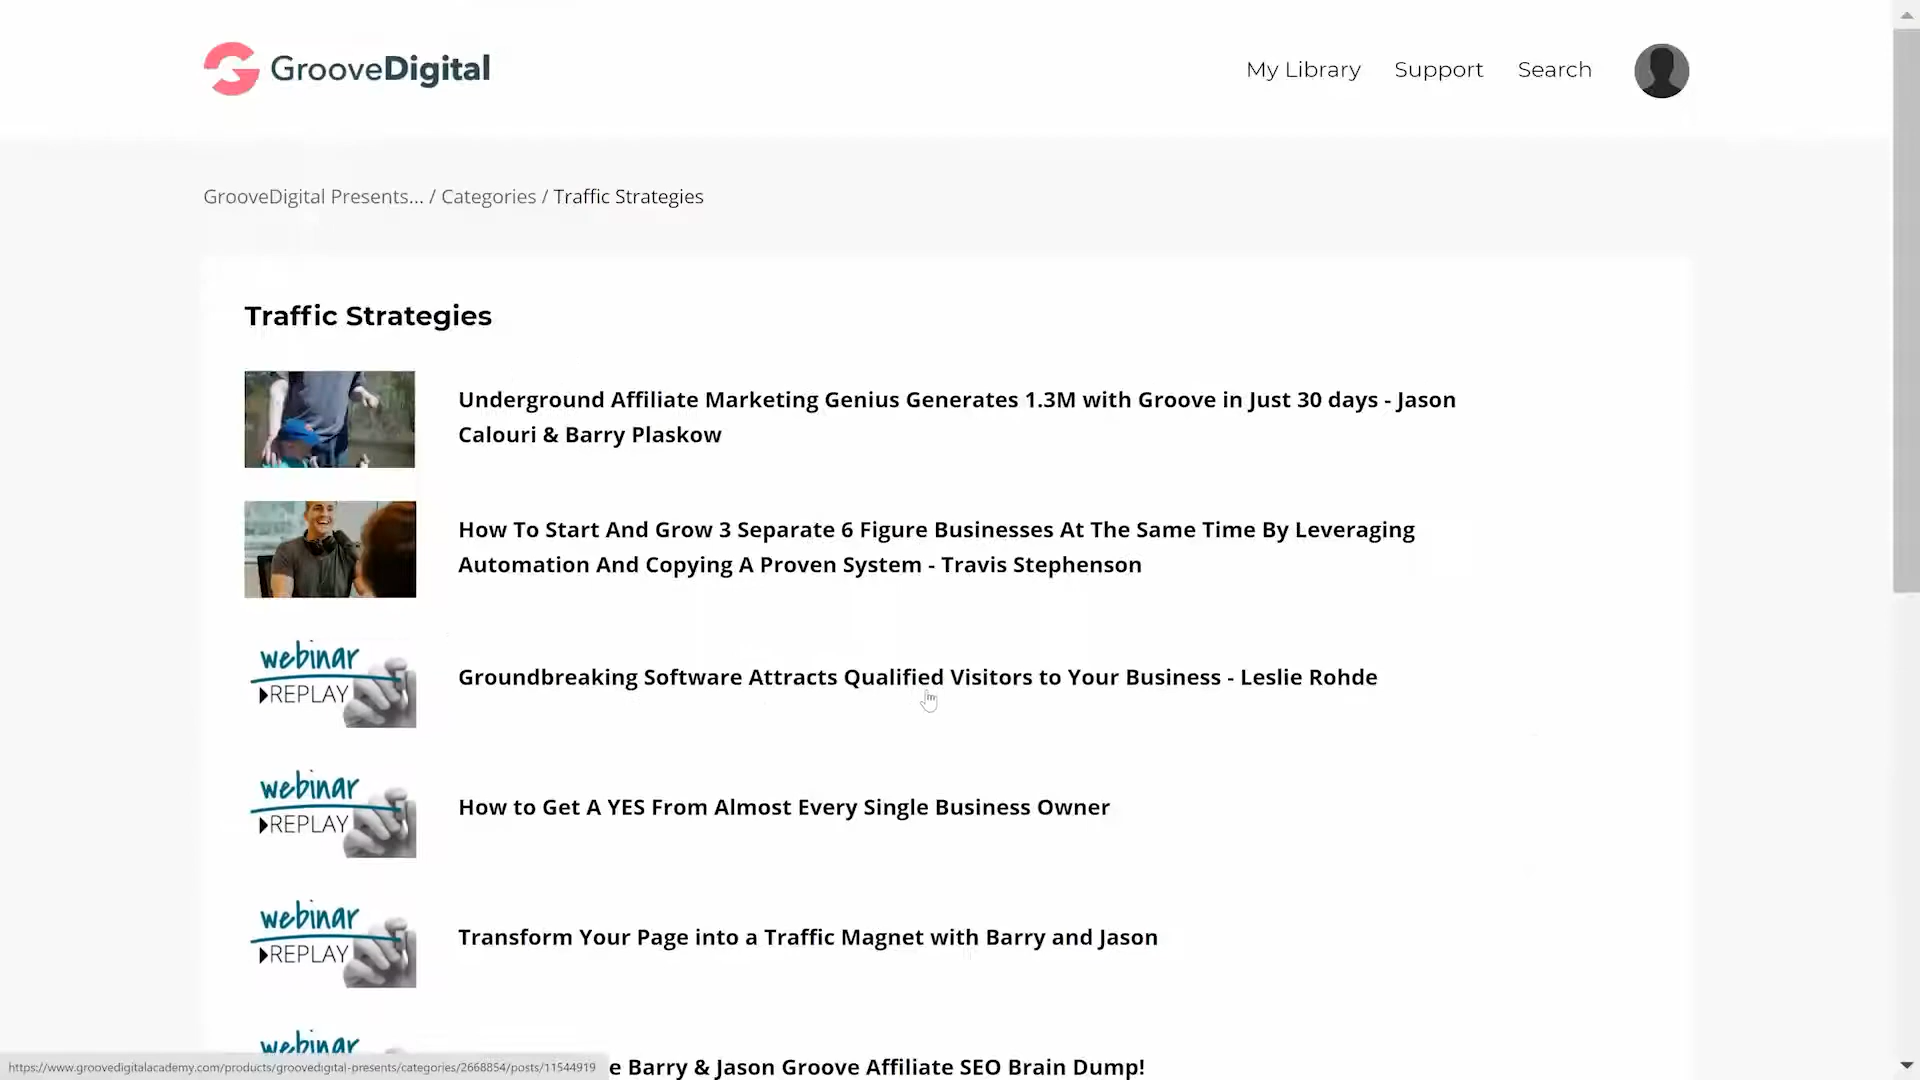 GrooveDigital
My Library
Support
Search
GrooveDigital Presents... / Categories / Traffic Strategies
Traffic Strategies
Underground Affiliate Marketing Genius Generates 1.3M with Groove in Just 30 days - Jason
Calouri & Barry Plaskow
How To Start And Grow 3 Separate 6 Figure Businesses At The Same Time By Leveraging
Automation And Copying A Proven System - Travis Stephenson
webinar
REPLAY
Groundbreaking Software Attracts Qualified Visitors to Your Business - Leslie Rohde
webinar
REPLAY
How to Get A YES From Almost Every Single Business Owner
webinar
REPLAY
Transform Your Page into a Traffic Magnet with Barry and Jason
webinar
e Barry & Jason Groove Affiliate SEO Brain Dump!
https://www.groovedigitalacademy.com/products/groovedigital-presents/categories/2668854/posts/11544919